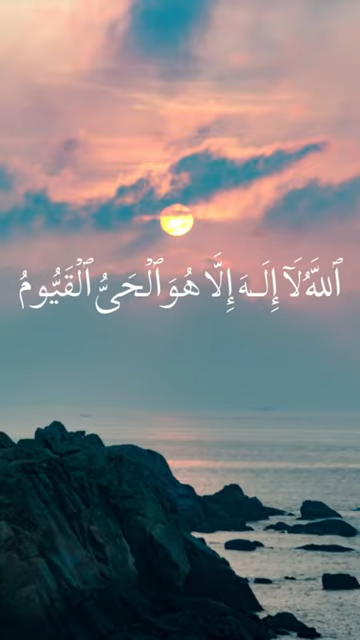 ٱللَّهُ لَآ إِلَـٰهَ إِلَّا هُوَ ٱلْحَىُّ ٱلْقَيُّومُ